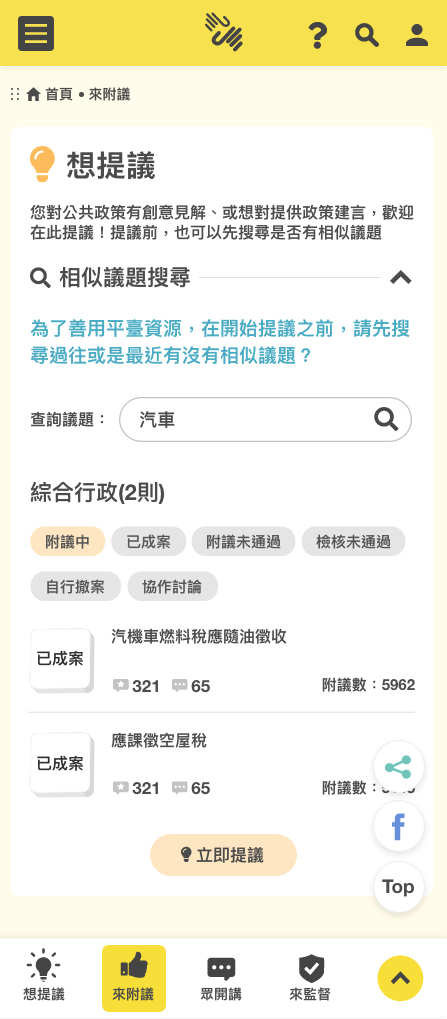 首頁 • 來附議
想提議
您對公共政策有創意見解、或想對提供政策建言，歡迎
在此提議！提議前，也可以先搜尋是否有相似議題
相似議題搜尋
為了善用平臺資源，在開始提議之前，請先搜
尋過往或是最近有沒有相似議題？
查詢議題：
汽車
綜合行政(2則)
附議中
已成案
附議未通過
檢核未通過
自行撤案
協作討論
汽機車燃料稅應隨油徵收
已成案
321
65
附議數：5962
應課徵空屋稅
已成案
321
65
附議數：
立即提議
Top
想提議
來附議
眾開講
來監督